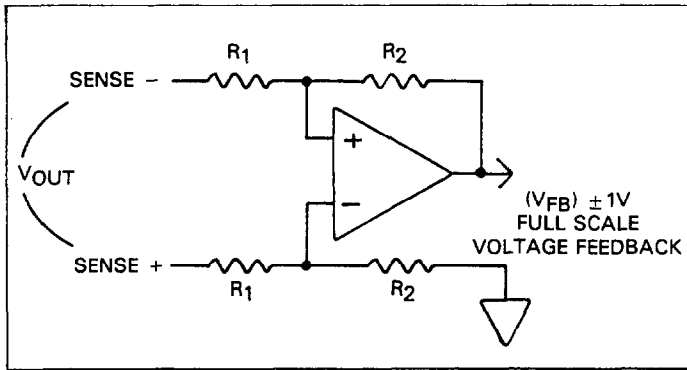 R1
R2
SENSE −
+
VOUT
−
(VFB) ±1V
FULL SCALE
VOLTAGE FEEDBACK
SENSE +
R1
R2